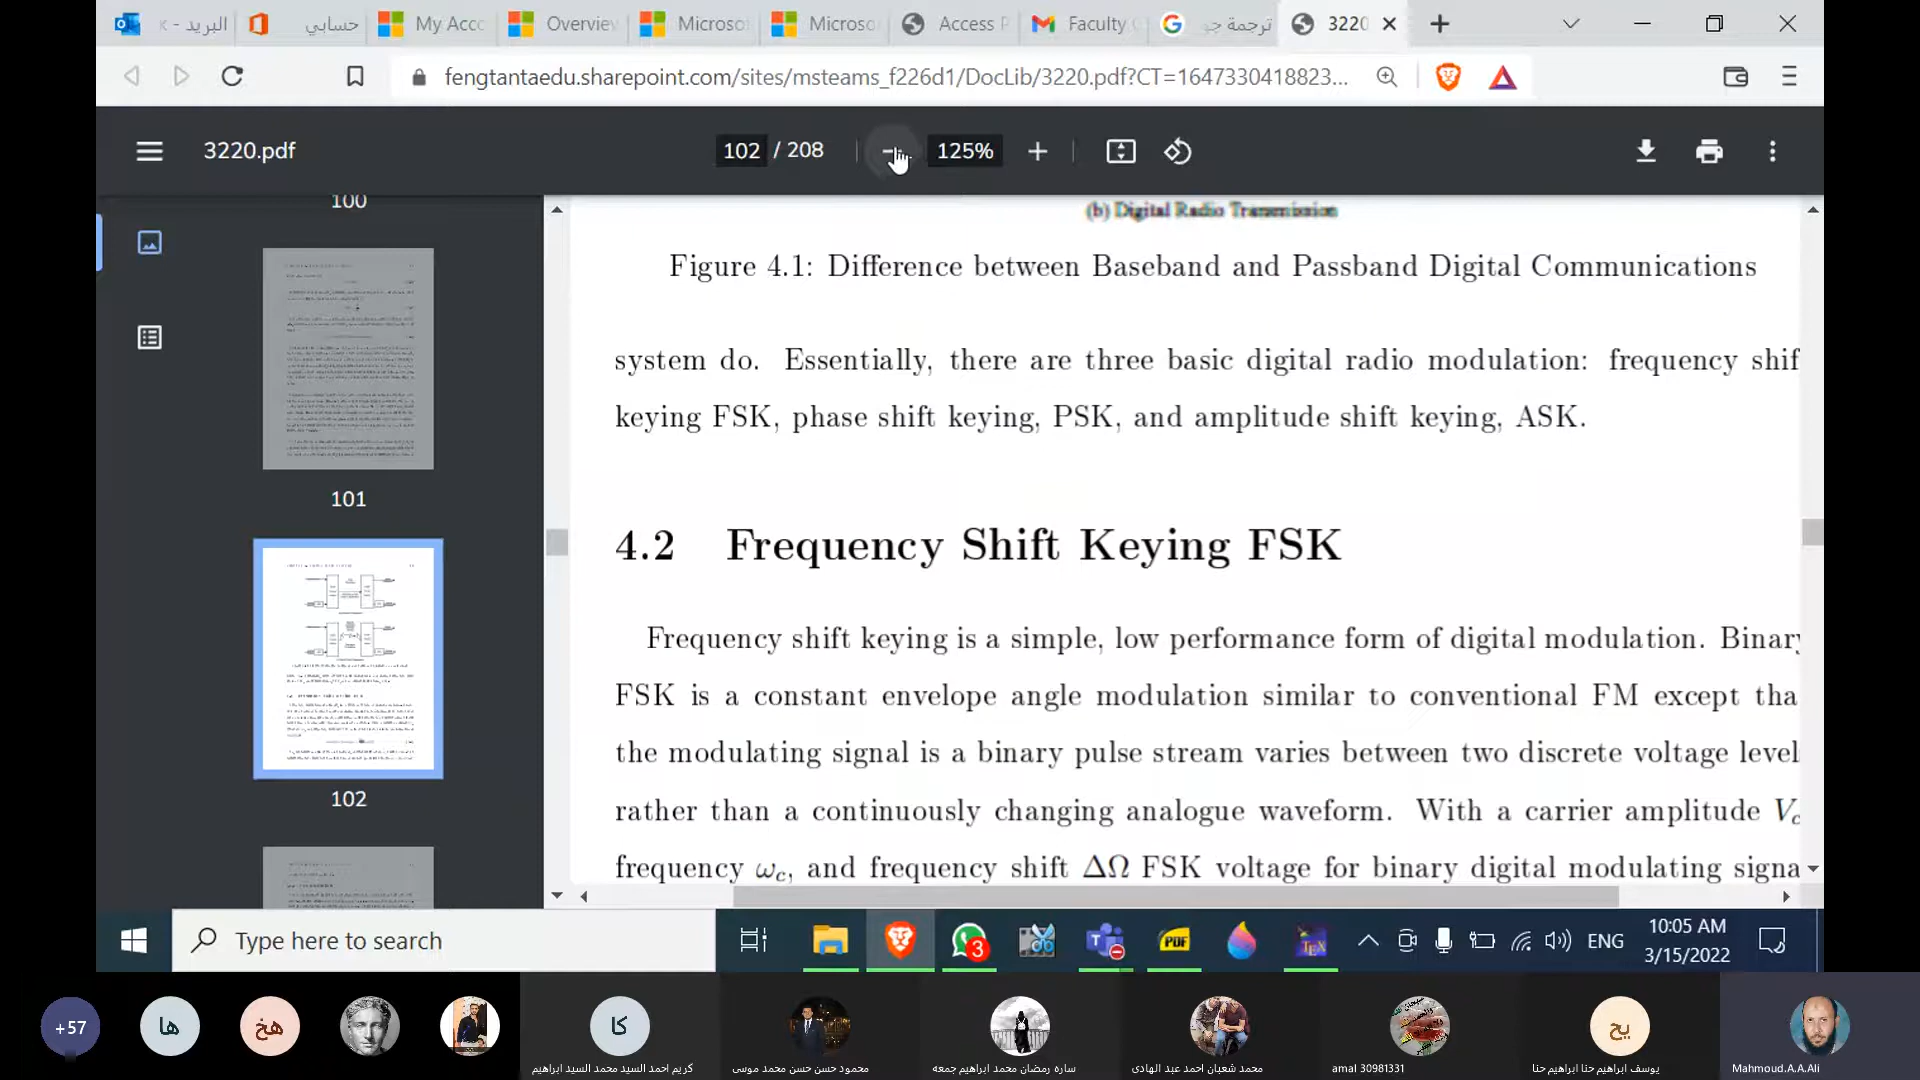 البريد - x
حسابي
My Acc
Overvie
Microso
Microso
Access P
Faculty
ترجمة جو
3220
fengtantaedu.sharepoint.com/sites/msteams_f226d1/DocLib/3220.pdf?CT=1647330418823...
3220.pdf
102 / 208
125%
100
101
102
(b) Digital Radio Transmission
Figure 4.1: Difference between Baseband and Passband Digital Communications
system do. Essentially, there are three basic digital radio modulation: frequency shif
keying FSK, phase shift keying, PSK, and amplitude shift keying, ASK.
4.2 Frequency Shift Keying FSK
Frequency shift keying is a simple, low performance form of digital modulation. Binary
FSK is a constant envelope angle modulation similar to conventional FM except tha
the modulating signal is a binary pulse stream varies between two discrete voltage level
rather than a continuously changing analogue waveform. With a carrier amplitude Vc
frequency ωc, and frequency shift ΔΩ FSK voltage for binary digital modulating signa
Type here to search
3
PDF
TEX
ENG
10:05 AM
3/15/2022
+57
ها
هخ
كا
يح
كريم احمد السيد محمد السيد ابراهيم
محمود حسن حسن محمد موسى
ساره رمضان محمد ابراهيم جمعه
محمد شعبان احمد عبد الهادى
amal 30981331
يوسف ابراهيم حنا ابراهيم حنا
Mahmoud.A.A.Ali